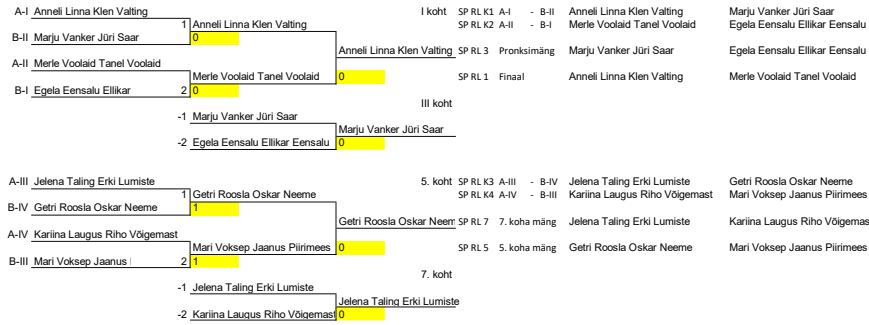 A-I Anneli Linna Klen Valting I koht SP RL K1 A-I - B-II Anneli Linna Klen Valting Marju Vanker Jüri Saar
1 Anneli Linna Klen Valting SP RL K2 A-II - B-I Merle Voolaid Tanel Voolaid Egela Eensalu Ellikar Eensalu
B-II Marju Vanker Jüri Saar 0
Anneli Linna Klen Valting SP RL 3 Pronksimäng Marju Vanker Jüri Saar Egela Eensalu Ellikar Eensalu
A-II Merle Voolaid Tanel Voolaid
Merle Voolaid Tanel Voolaid 0 SP RL 1 Finaal Anneli Linna Klen Valting Merle Voolaid Tanel Voolaid
B-I Egela Eensalu Ellikar 2 0
III koht
-1 Marju Vanker Jüri Saar
Marju Vanker Jüri Saar
-2 Egela Eensalu Ellikar Eensalu 0
A-III Jelena Taling Erki Lumiste 5. koht SP RL K3 A-III - B-IV Jelena Taling Erki Lumiste Getri Roosla Oskar Neeme
1 Getri Roosla Oskar Neeme SP RL K4 A-IV - B-III Kariina Laugus Riho Võigemast Mari Voksep Jaanus Piirimees
B-IV Getri Roosla Oskar Neeme 1
Getri Roosla Oskar Neem SP RL 7 7. koha mäng Jelena Taling Erki Lumiste Kariina Laugus Riho Võigemas
A-IV Kariina Laugus Riho Võigemast
Mari Voksep Jaanus Piirimees 0 SP RL 5 5. koha mäng Getri Roosla Oskar Neeme Mari Voksep Jaanus Piirimees
B-III Mari Voksep Jaanus 2 1
7. koht
-1 Jelena Taling Erki Lumiste
Jelena Taling Erki Lumiste
-2 Kariina Laugus Riho Võigemast 0